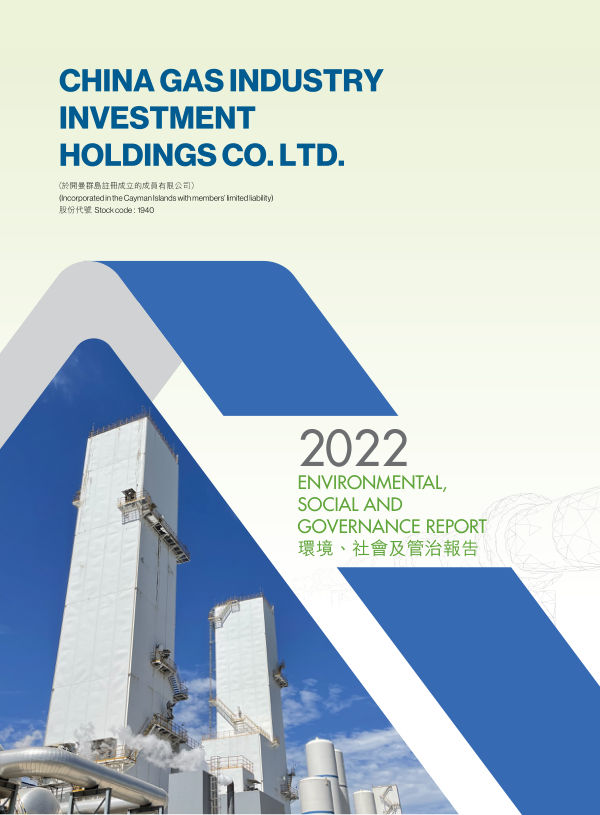 CHINA GAS INDUSTRY
INVESTMENT
HOLDINGS CO. LTD.
(於開曼群島註冊成立的成員有限公司)
(Incorporated in the Cayman Islands with members' limited liability)
股份代號 Stock code : 1940
2022
ENVIRONMENTAL,
SOCIAL AND
GOVERNANCE REPORT
環境、社會及管治報告